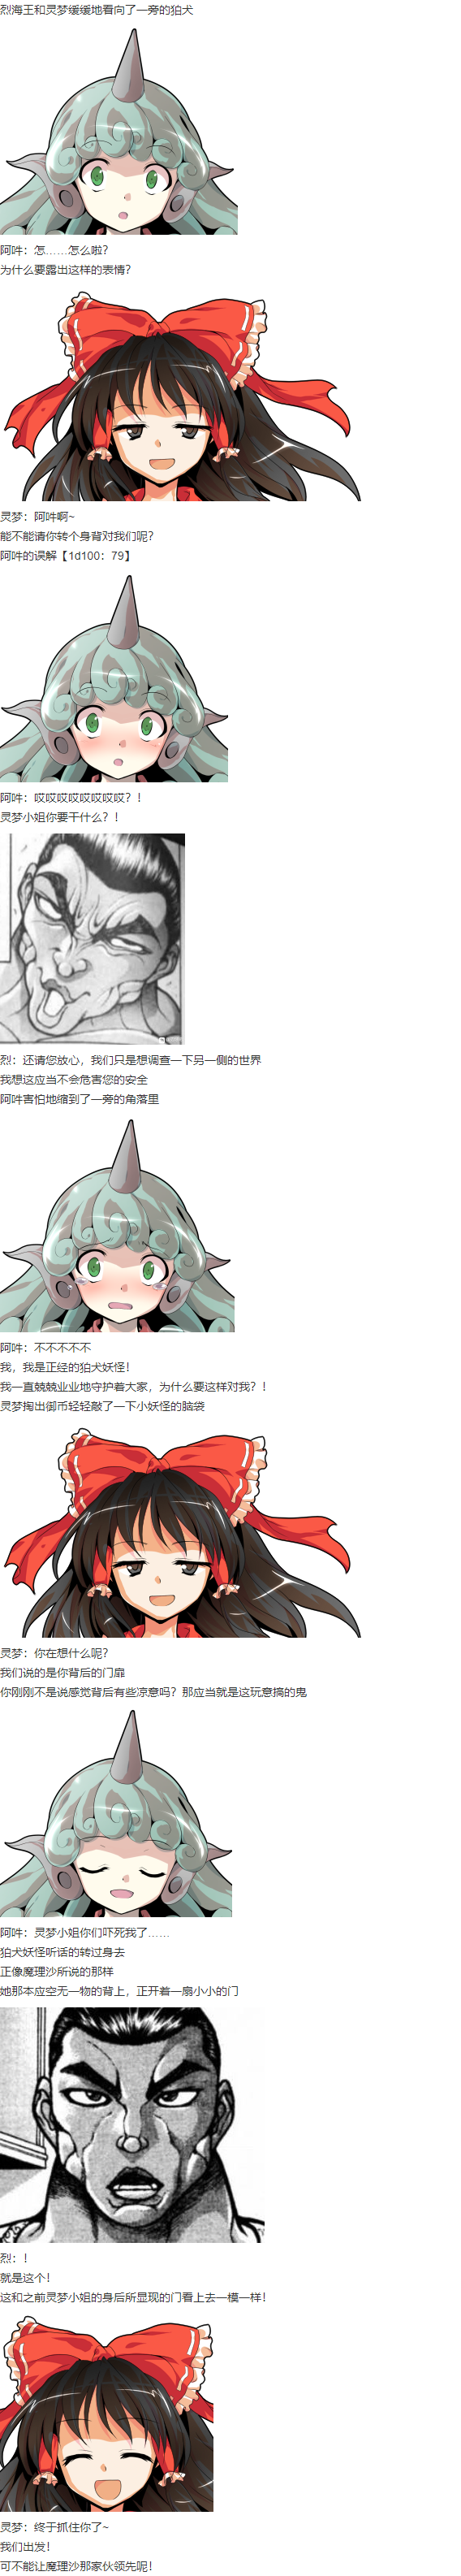 烈海王和灵梦缓缓地看向了一旁的狛犬
阿吽：怎……怎么啦？
为什么要露出这样的表情？
灵梦：阿吽啊~
能不能请你转个身背对我们呢？
阿吽的误解【1d100：79】
阿吽：哎哎哎哎哎哎哎哎？！
灵梦小姐你要干什么？！
烈：还请您放心，我们只是想调查一下另一侧的世界
我想这应当不会危害您的安全
阿吽害怕地缩到了一旁的角落里
阿吽：不不不不不
我，我是正经的狛犬妖怪！
我一直兢兢业业地守护着大家，为什么要这样对我？！
灵梦掏出御币轻轻敲了一下小妖怪的脑袋
灵梦：你在想什么呢？
我们说的是你背后的门扉
你刚刚不是说感觉背后有些凉意吗？那应当就是这玩意搞的鬼
阿吽：灵梦小姐你们吓死我了……
狛犬妖怪听话的转过身去
正像魔理沙所说的那样
她那本应空无一物的背上，正开着一扇小小的门
烈：！
就是这个！
这和之前灵梦小姐的身后所显现的门看上去一模一样！
灵梦：终于抓住你了~
我们出发！
可不能让魔理沙那家伙领先呢！